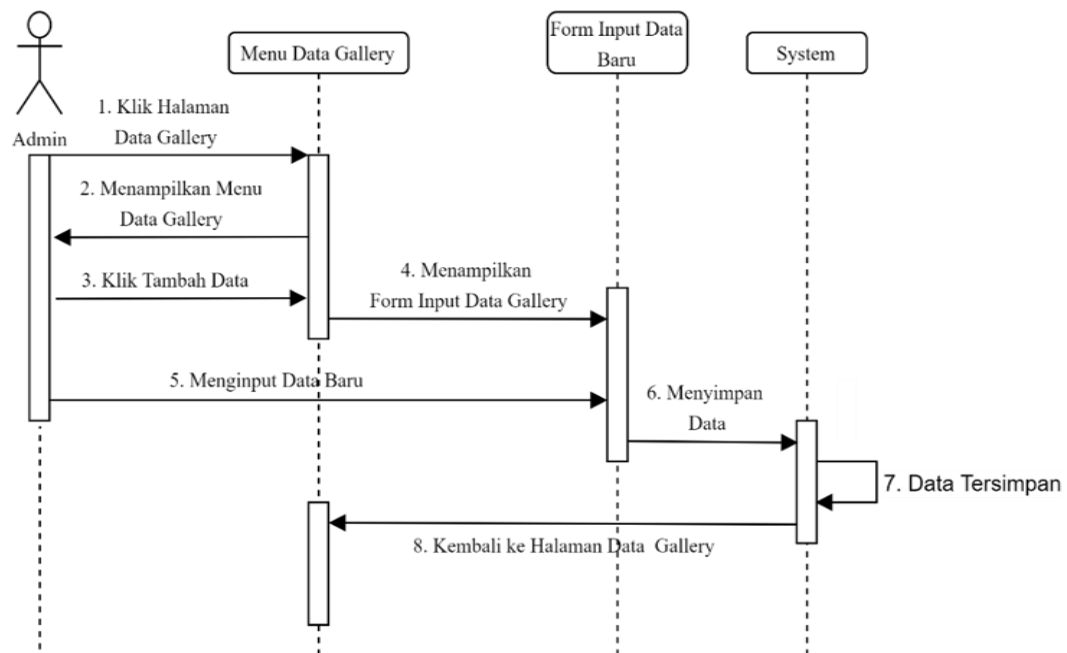 Menu Data Gallery
Form Input Data
Baru
System
Admin
1. Klik Halaman
Data Gallery
2. Menampilkan Menu
Data Gallery
3. Klik Tambah Data
4. Menampilkan
Form Input Data Gallery
5. Menginput Data Baru
6. Menyimpan
Data
7. Data Tersimpan
8. Kembali ke Halaman Data Gallery